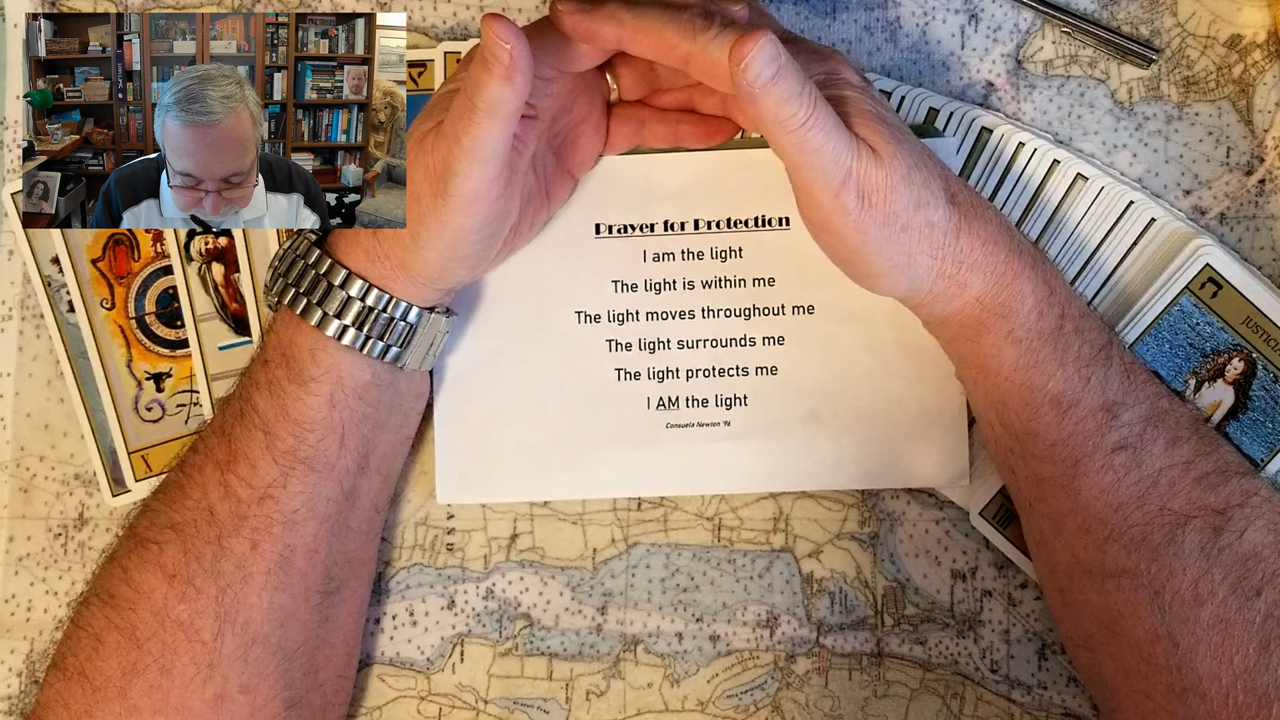 Prayer for Protection
I am the light
The light is within me
The light moves throughout me
The light surrounds me
The light protects me
I AM the light
Consuela Newton '96
X
JUSTICI